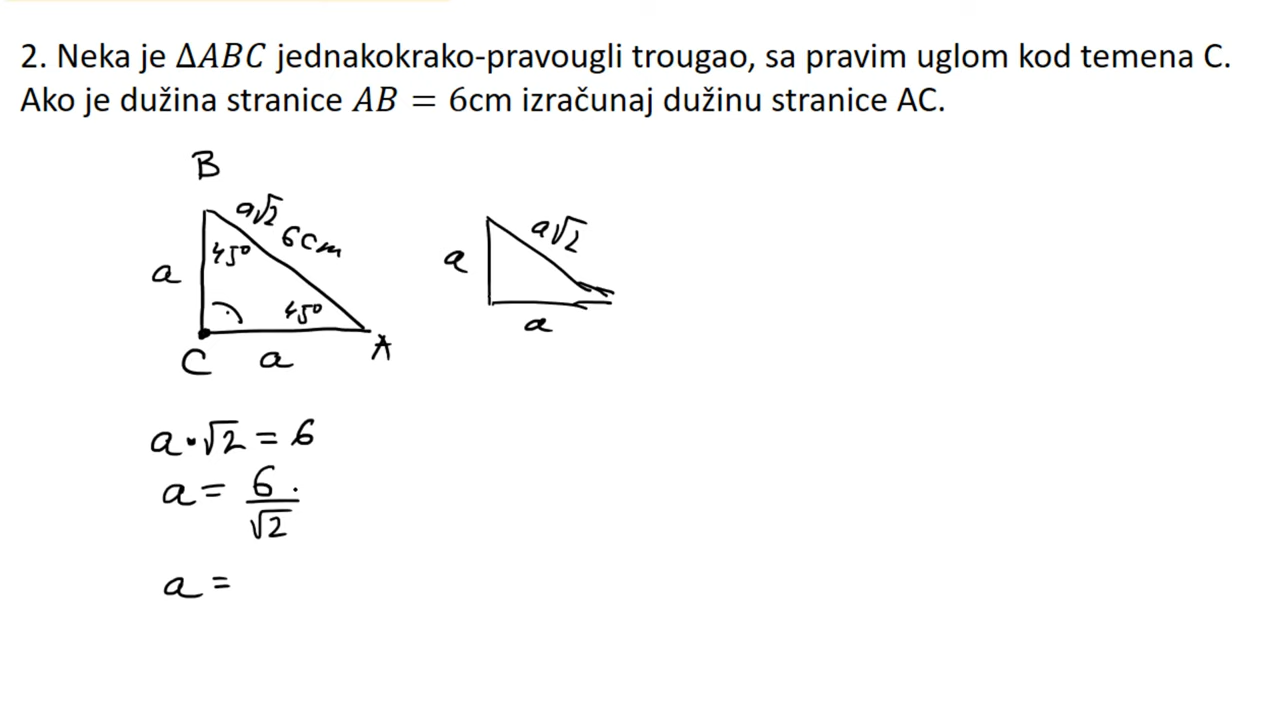 2. Neka je ΔABC jednakokrako-pravougli trougao, sa pravim uglom kod temena C.
Ako je dužina stranice AB = 6cm izračunaj dužinu stranice AC.
B
a√2
6cm
45°
a
45°
C
a
A
a√2
a
a
a·√2 = 6
a = 6/√2
a =